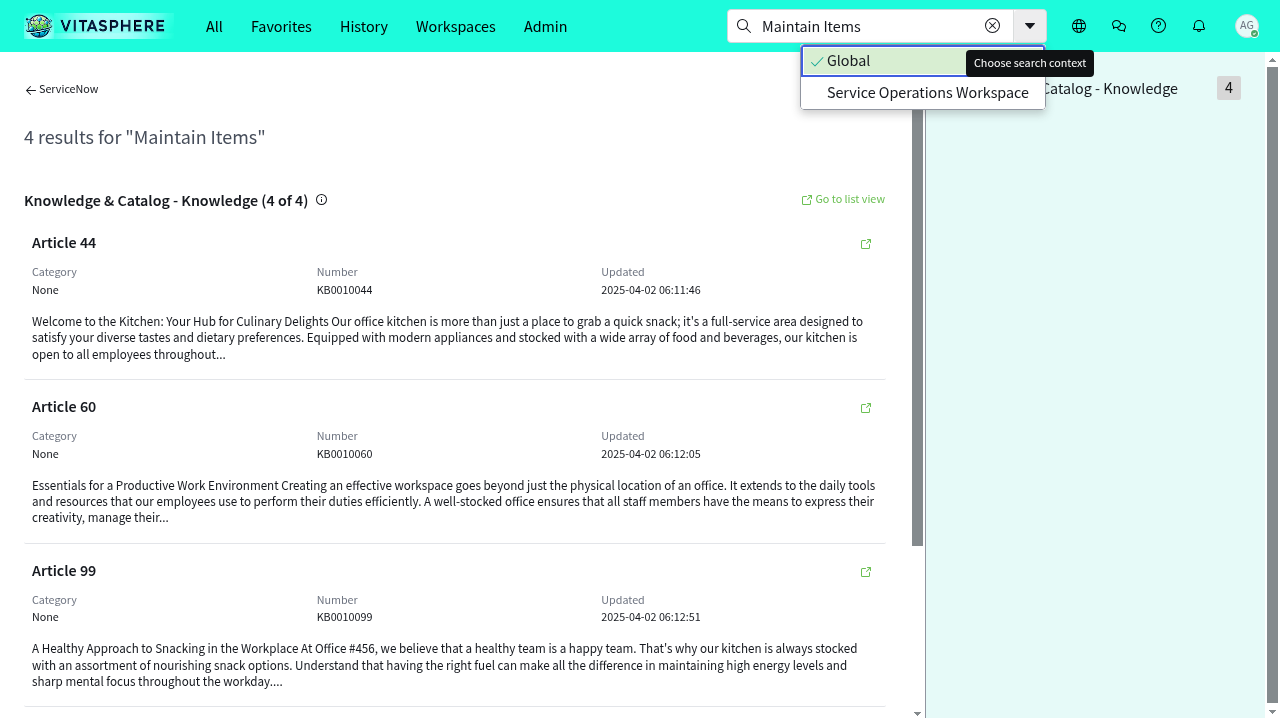 VITASPHERE
All
Favorites
History
Workspaces
Admin
Maintain Items
AG
Global
Choose search context
Service Operations Workspace
ServiceNow
Catalog - Knowledge
4
4 results for "Maintain Items"
Knowledge & Catalog - Knowledge (4 of 4)
Go to list view
Article 44
Category
Number
Updated
None
KB0010044
2025-04-02 06:11:46
Welcome to the Kitchen: Your Hub for Culinary Delights Our office kitchen is more than just a place to grab a quick snack; it's a full-service area designed to
satisfy your diverse tastes and dietary preferences. Equipped with modern appliances and stocked with a wide array of food and beverages, our kitchen is
open to all employees throughout...
Article 60
Category
Number
Updated
None
KB0010060
2025-04-02 06:12:05
Essentials for a Productive Work Environment Creating an effective workspace goes beyond just the physical location of an office. It extends to the daily tools
and resources that our employees use to perform their duties efficiently. A well-stocked office ensures that all staff members have the means to express their
creativity, manage their...
Article 99
Category
Number
Updated
None
KB0010099
2025-04-02 06:12:51
A Healthy Approach to Snacking in the Workplace At Office #456, we believe that a healthy team is a happy team. That's why our kitchen is always stocked
with an assortment of nourishing snack options. Understand that having the right fuel can make all the difference in maintaining high energy levels and
sharp mental focus throughout the workday....